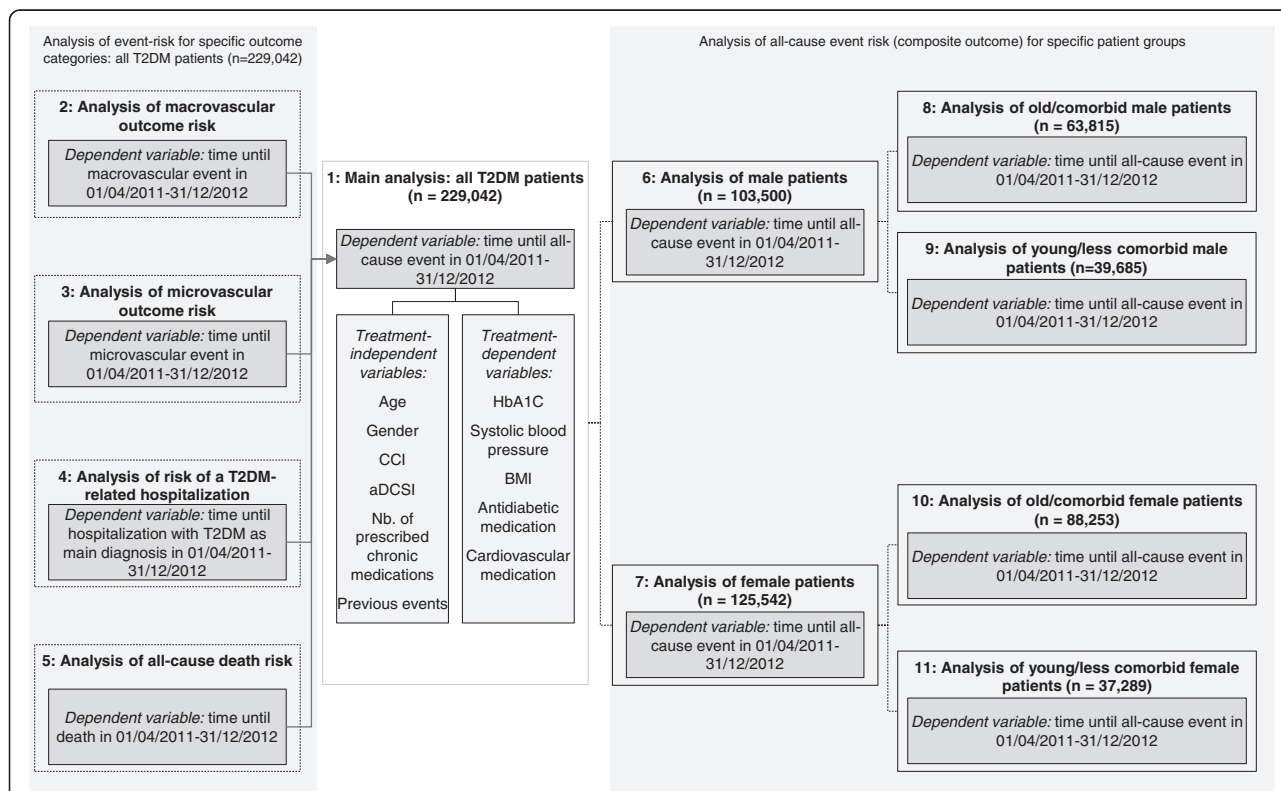 Analysis of event-risk for specific outcome
categories: all T2DM patients (n=229,042)
2: Analysis of macrovascular
outcome risk
Dependent variable: time until
macrovascular event in
01/04/2011-31/12/2012
3: Analysis of microvascular
outcome risk
Dependent variable: time until
microvascular event in
01/04/2011-31/12/2012
4: Analysis of risk of a T2DM-
related hospitalization
Dependent variable: time until
hospitalization with T2DM as
main diagnosis in 01/04/2011-
31/12/2012
5: Analysis of all-cause death risk
Dependent variable: time until
death in 01/04/2011-31/12/2012
1: Main analysis: all T2DM patients
(n = 229,042)
Dependent variable: time until all-
cause event in 01/04/2011-
31/12/2012
Treatment-
independent
variables:
Age
Gender
CCI
aDCSI
Nb. of
prescribed
chronic
medications
Previous events
Treatment-
dependent
variables:
HbA1C
Systolic blood
pressure
BMI
Antidiabetic
medication
Cardiovascular
medication
Analysis of all-cause event risk (composite outcome) for specific patient groups
6: Analysis of male patients
(n = 103,500)
Dependent variable: time until all-
cause event in 01/04/2011-
31/12/2012
7: Analysis of female patients
(n = 125,542)
Dependent variable: time until all-
cause event in 01/04/2011-
31/12/2012
8: Analysis of old/comorbid male patients
(n = 63,815)
Dependent variable: time until all-cause event in
01/04/2011-31/12/2012
9: Analysis of young/less comorbid male
patients (n=39,685)
Dependent variable: time until all-cause event in
01/04/2011-31/12/2012
10: Analysis of old/comorbid female patients
(n = 88,253)
Dependent variable: time until all-cause event in
01/04/2011-31/12/2012
11: Analysis of young/less comorbid female
patients (n = 37,289)
Dependent variable: time until all-cause event in
01/04/2011-31/12/2012